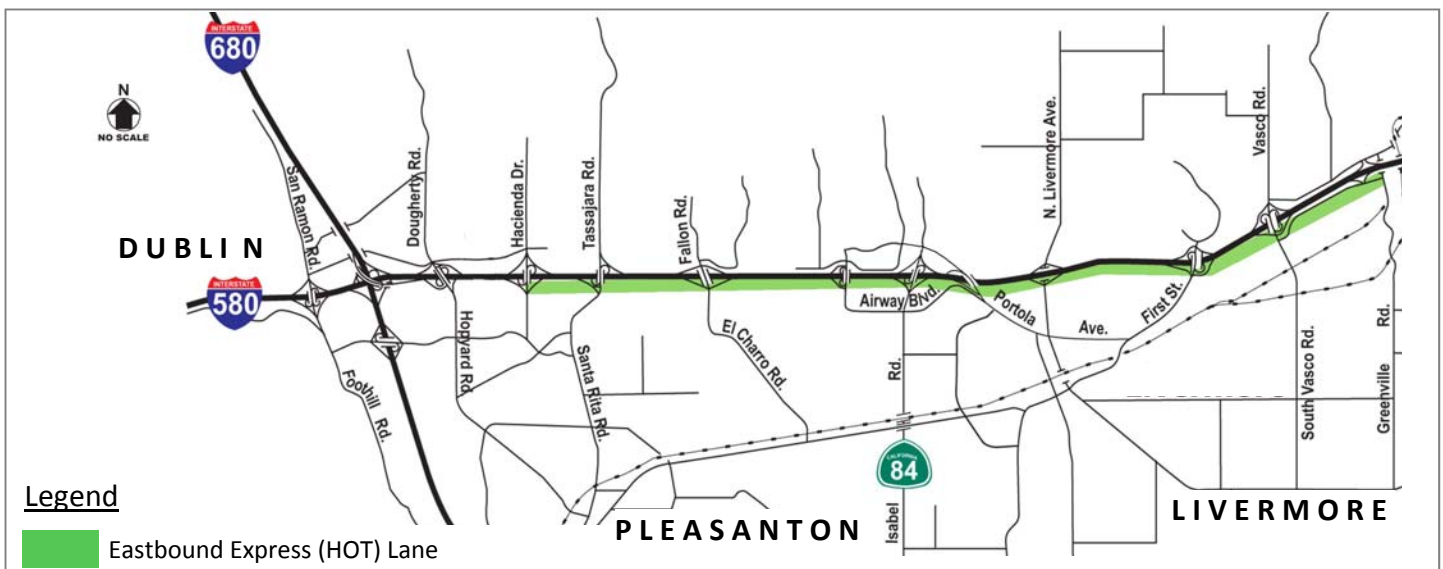 INTERSTATE
680
N
NO SCALE
San Ramon Rd.
Dougherty Rd.
Hacienda Dr.
Tassajara Rd.
Fallon Rd.
N. Livermore Ave.
Vasco Rd.
DUBLIN
INTERSTATE
580
Airway Blvd.
Portola
Ave.
First St.
Hopyard Rd.
El Charro Rd.
Rd.
Foothill Rd.
Santa Rita Rd.
South Vasco Rd.
Greenville
Rd.
CALIFORNIA
84
Isabel
PLEASANTON
LIVERMORE
Legend
Eastbound Express (HOT) Lane